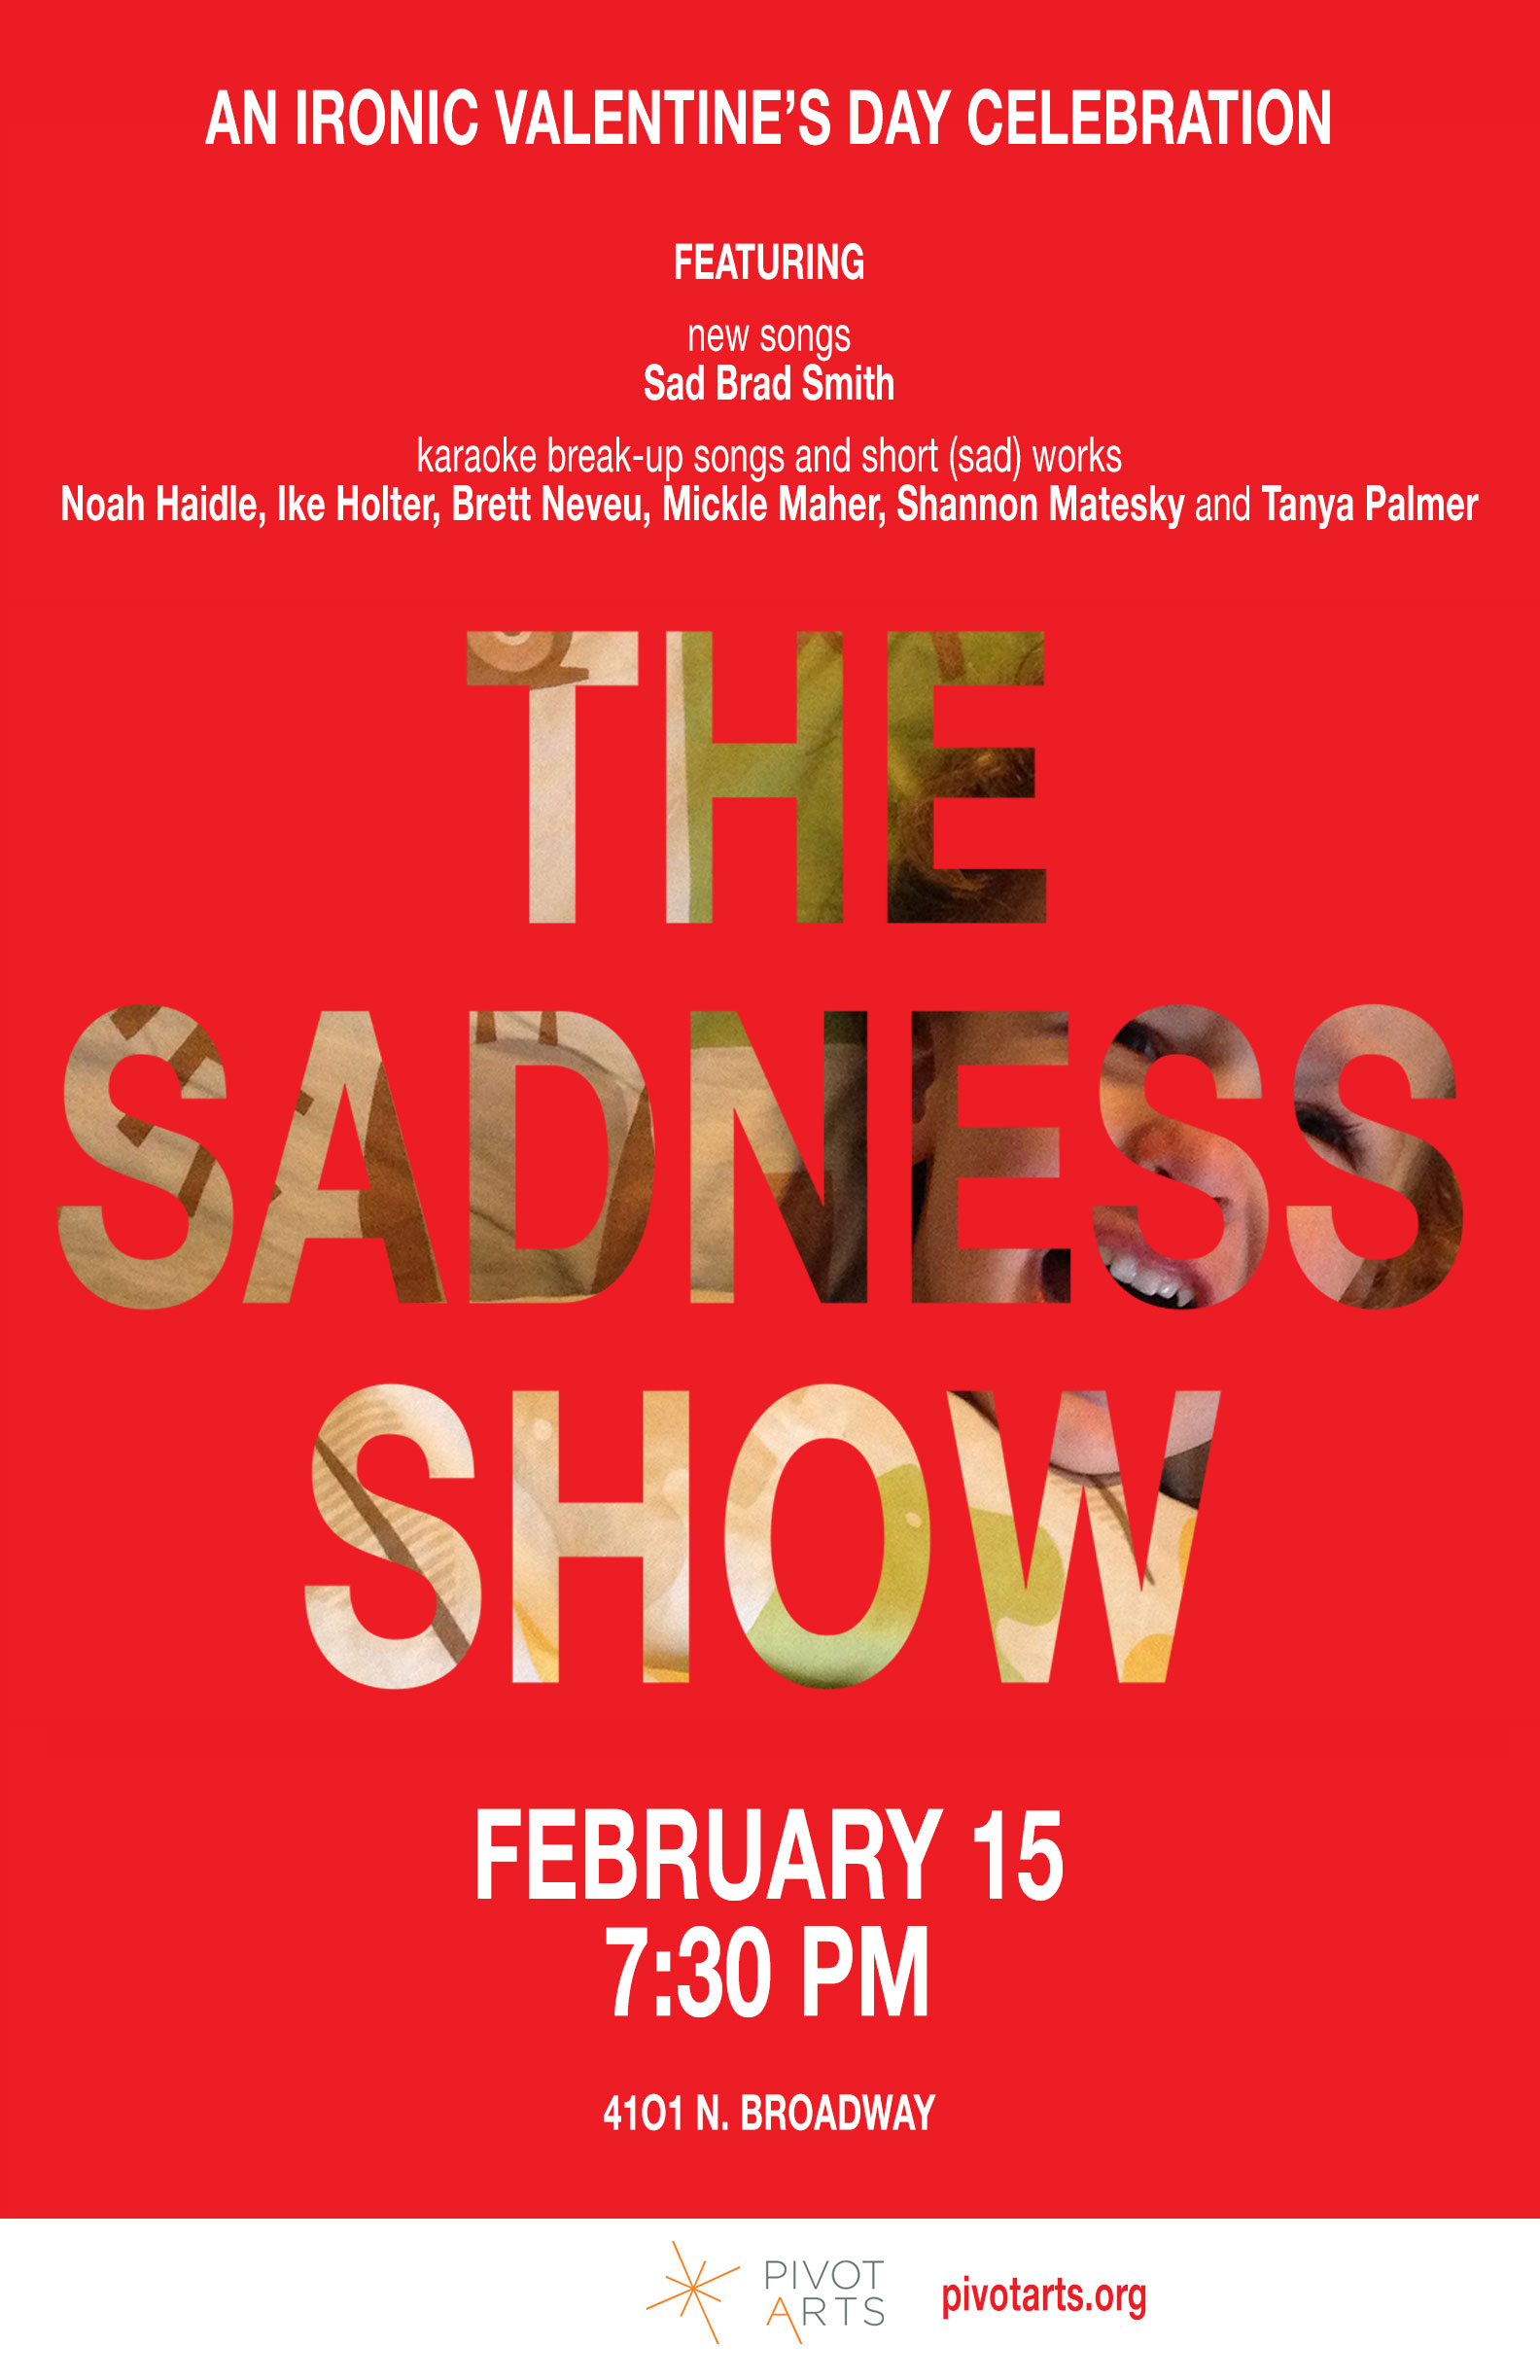 AN IRONIC VALENTINE’S DAY CELEBRATION
FEATURING
new songs
Sad Brad Smith
karaoke break-up songs and short (sad) works
Noah Haidle, Ike Holter, Brett Neveu, Mickle Maher, Shannon Matesky and Tanya Palmer
THE
SADNESS
SHOW
FEBRUARY 15
7:30 PM
4101 N. BROADWAY
PIVOT
ARTS
pivotarts.org